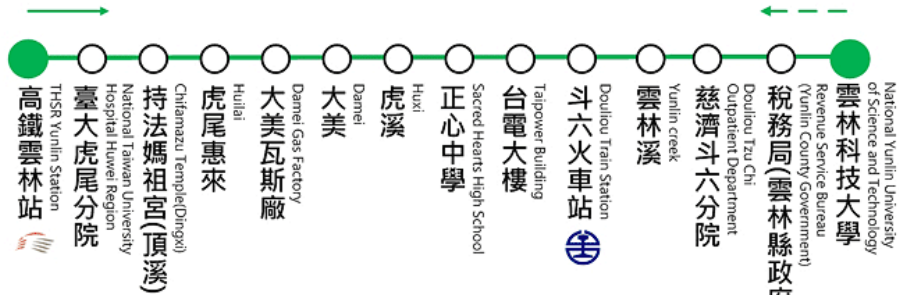 高鐵雲林站
THSR Yunlin Station
臺大虎尾分院
National Taiwan University
Hospital Huwei Region
持法媽祖宮(頂溪)
Chifamazu Temple(Dingxi)
虎尾惠來
Huilai
大美瓦斯廠
Damei Gas Factory
大美
Damei
虎溪
Huxi
正心中學
Sacred Hearts High School
台電大樓
Taipower Building
斗六火車站
Douliou Train Station
雲林溪
Yunlin creek
慈濟斗六分院
Douliou Tzu Chi
Outpatient Department
稅務局(雲林縣政府
Revenue Service Bureau
(Yunlin County Government)
雲林科技大學
National Yunlin University
of Science and Technology